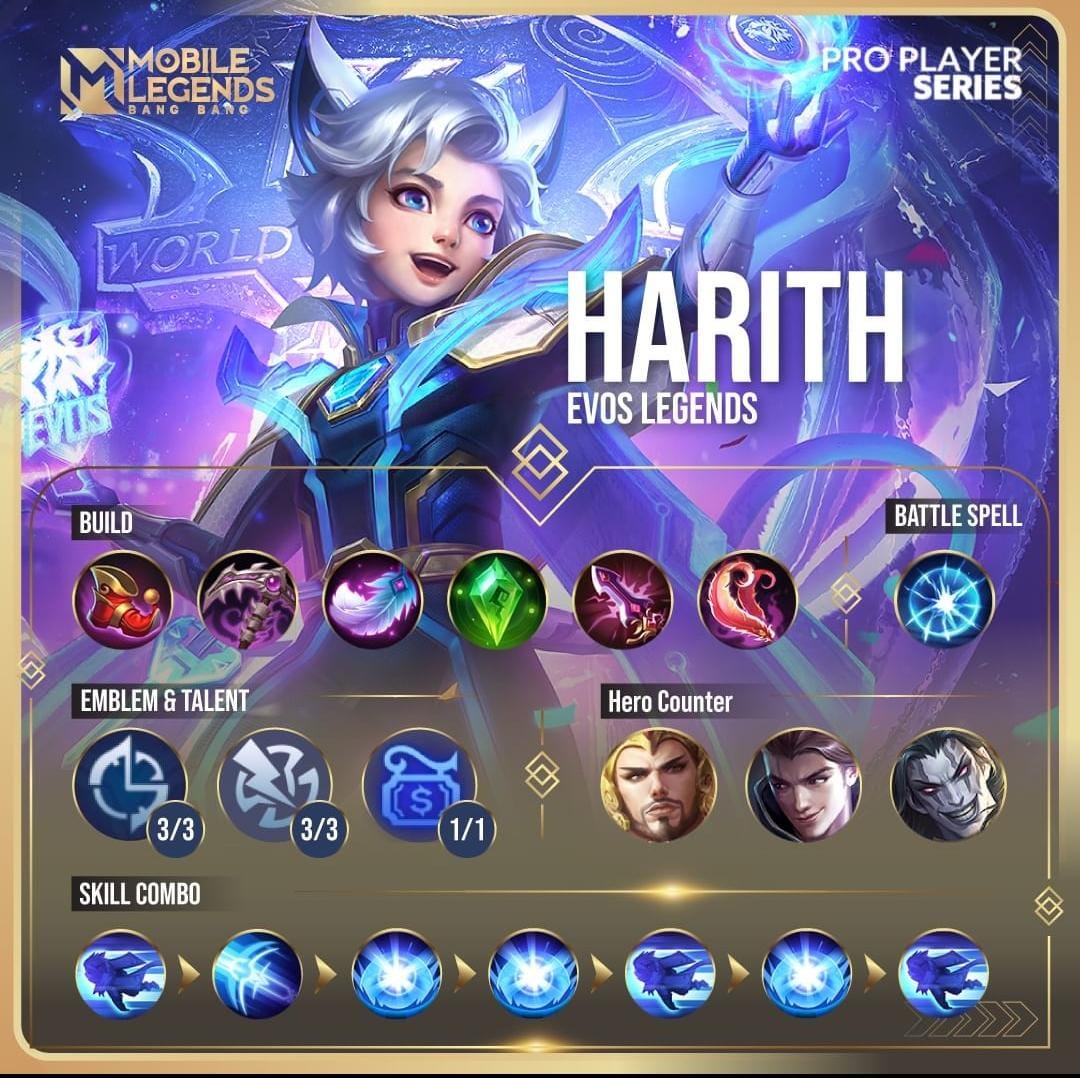 MOBILE
LEGENDS
BANG BANG
PRO PLAYER
SERIES
WORLD
EVOS
HARITH
EVOS LEGENDS
BUILD
BATTLE SPELL
EMBLEM & TALENT
Hero Counter
3/3
3/3
$
1/1
SKILL COMBO